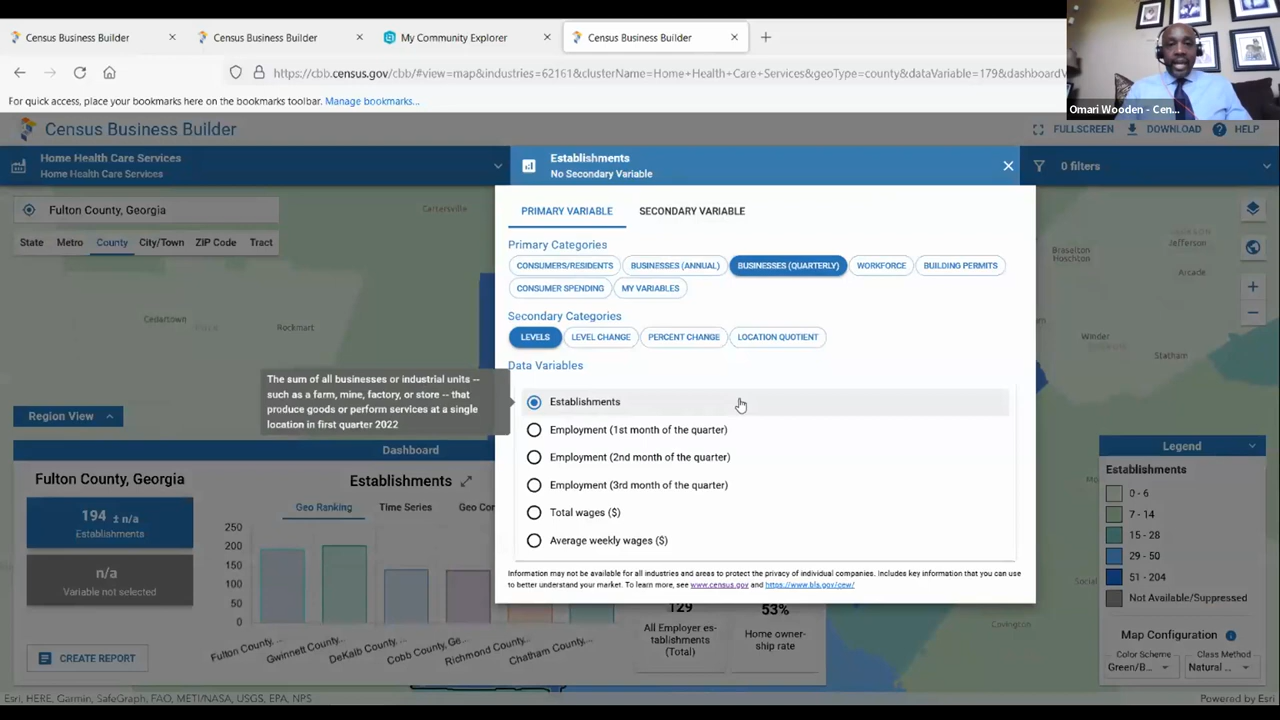 Census Business Builder
Census Business Builder
My Community Explorer
Census Business Builder
https://cbb.census.gov/cbb/#view=map&industries=62161&clusterName=Home+Health+Care+Services&geoType=county&dataVariable=179&dashboardV
For quick access, place your bookmarks here on the bookmarks toolbar. Manage bookmarks...
Omari Wooden - Cen...
Census Business Builder
FULLSCREEN
DOWNLOAD
HELP
Home Health Care Services
Home Health Care Services
Establishments
No Secondary Variable
0 filters
Fulton County, Georgia
State Metro County City/Town ZIP Code Tract
PRIMARY VARIABLE
SECONDARY VARIABLE
Primary Categories
CONSUMERS/RESIDENTS BUSINESSES (ANNUAL) BUSINESSES (QUARTERLY) WORKFORCE BUILDING PERMITS
CONSUMER SPENDING MY VARIABLES
Secondary Categories
LEVELS LEVEL CHANGE PERCENT CHANGE LOCATION QUOTIENT
Data Variables
The sum of all businesses or industrial units --
such as a farm, mine, factory, or store -- that
produce goods or perform services at a single
location in first quarter 2022
Establishments
Employment (1st month of the quarter)
Employment (2nd month of the quarter)
Employment (3rd month of the quarter)
Total wages ($)
Average weekly wages ($)
Information may not be available for all industries and areas to protect the privacy of individual companies. Includes key information that you can use
to better understand your market. To learn more, see www.census.gov and https://www.bls.gov/cew/
Cartersville
Cedartown
Rockmart
Braselton
Hoschton
Jefferson
Arcade
Winder
Statham
Covington
Region View
Dashboard
Fulton County, Georgia
194 ± n/a
Establishments
n/a
Variable not selected
CREATE REPORT
Establishments
Geo Ranking Time Series Geo Co
250
200
150
100
50
0
Fulton County, ...
Gwinnett County...
DeKalb County,...
Cobb County, Ge...
Richmond County...
Chatham County,...
129
All Employer es-
tablishments
(Total)
53%
Home owner-
ship rate
Legend
Establishments
0 - 6
7 - 14
15 - 28
29 - 50
51 - 204
Not Available/Suppressed
Map Configuration
Color Scheme
Green/B...
Class Method
Natural ...
Esri, HERE, Garmin, SafeGraph, FAO, METI/NASA, USGS, EPA, NPS
Powered by Esri